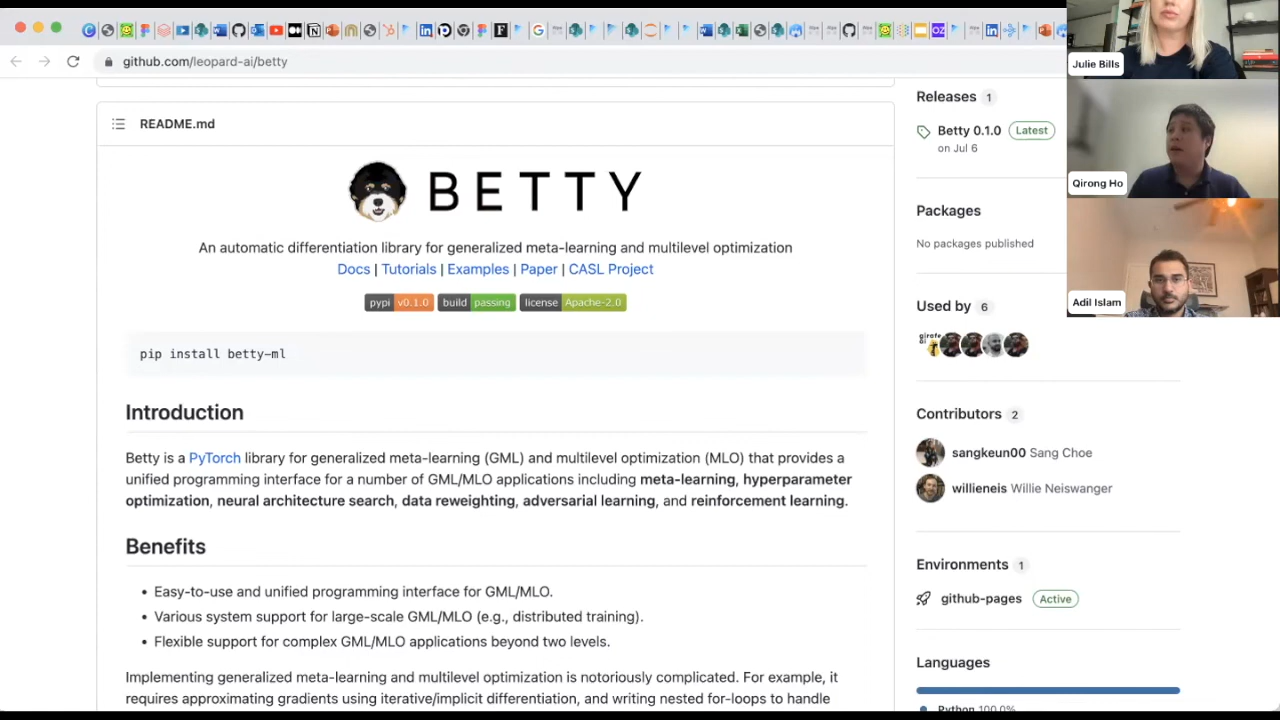 github.com/leopard-ai/betty
README.md
BETTY
An automatic differentiation library for generalized meta-learning and multilevel optimization
Docs | Tutorials | Examples | Paper | CASL Project
pypi v0.1.0 build passing license Apache-2.0
pip install betty-ml
Introduction
Betty is a PyTorch library for generalized meta-learning (GML) and multilevel optimization (MLO) that provides a
unified programming interface for a number of GML/MLO applications including meta-learning, hyperparameter
optimization, neural architecture search, data reweighting, adversarial learning, and reinforcement learning.
Benefits
• Easy-to-use and unified programming interface for GML/MLO.
• Various system support for large-scale GML/MLO (e.g., distributed training).
• Flexible support for complex GML/MLO applications beyond two levels.
Implementing generalized meta-learning and multilevel optimization is notoriously complicated. For example, it
requires approximating gradients using iterative/implicit differentiation, and writing nested for-loops to handle
Releases 1
Betty 0.1.0 Latest
on Jul 6
Packages
No packages published
Used by 6
Contributors 2
sangkeun00 Sang Choe
willieneis Willie Neiswanger
Environments 1
github-pages Active
Languages
Python 100.0%
Julie Bills
Qirong Ho
Adil Islam